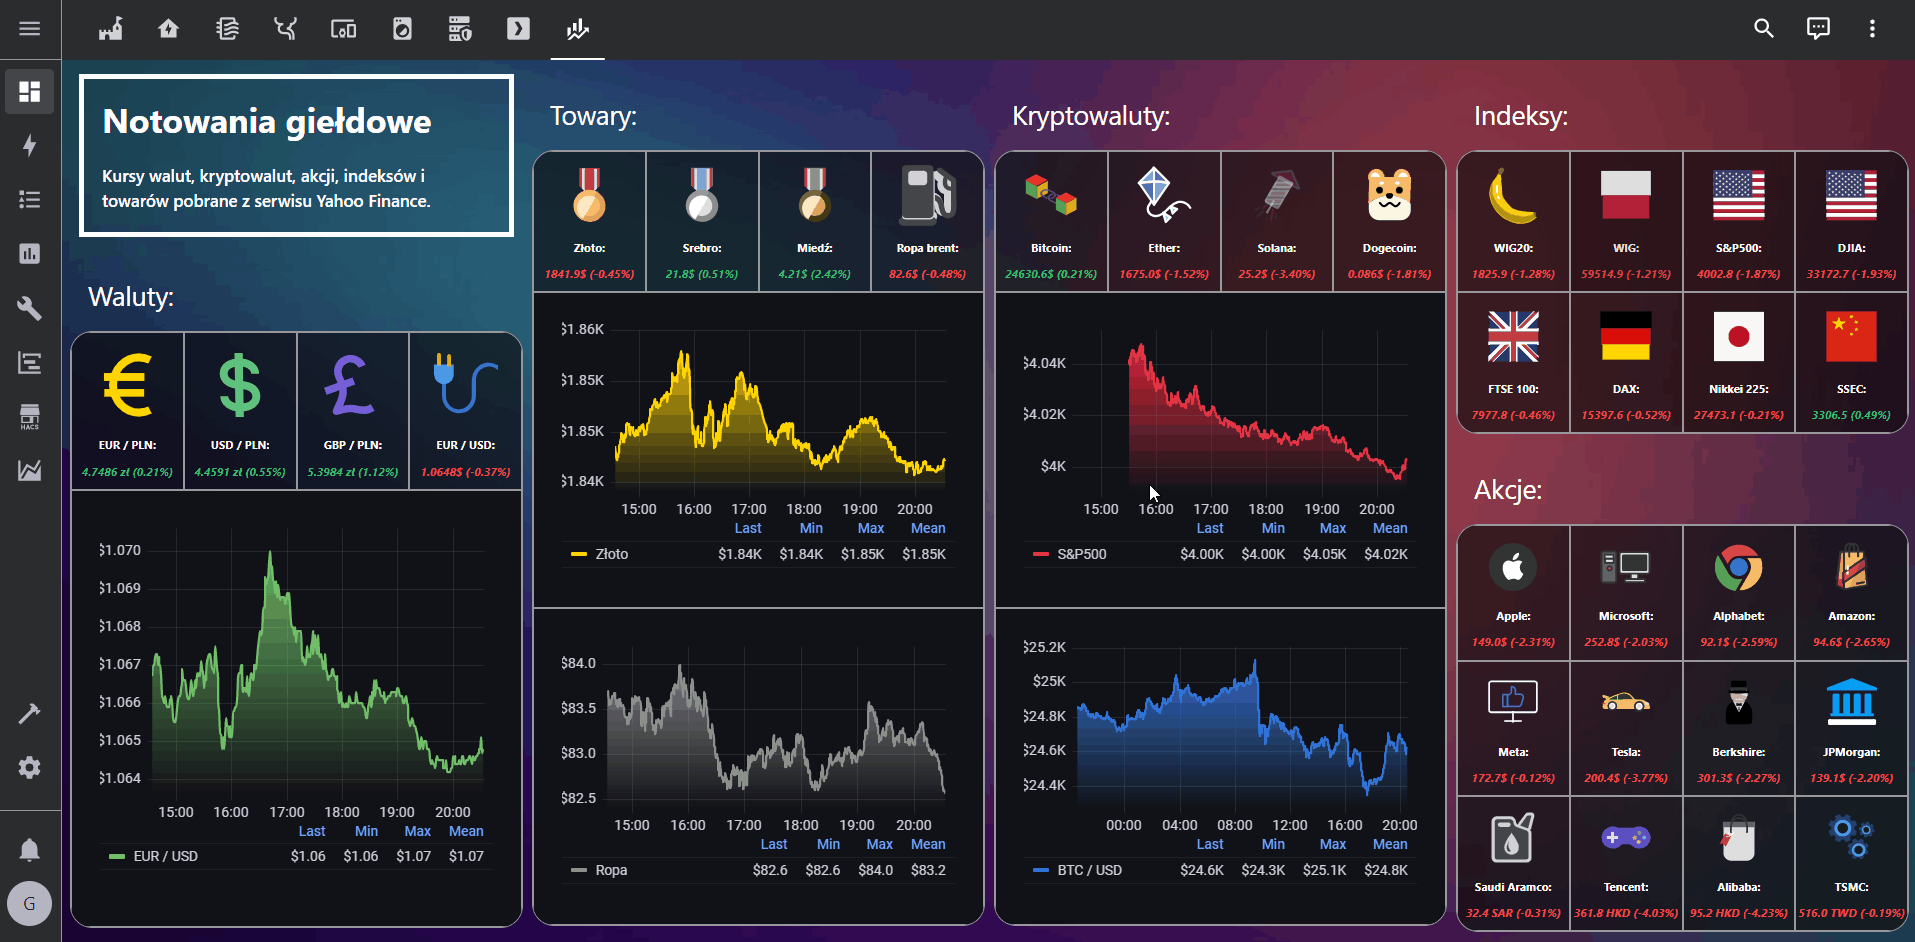 Notowania giełdowe
Kursy walut, kryptowalut, akcji, indeksów i
towarów pobrane z serwisu Yahoo Finance.
Waluty:
EUR / PLN:
4.7486 zł (0.21%)
USD / PLN:
4.4591 zł (0.55%)
GBP / PLN:
5.3984 zł (1.12%)
EUR / USD:
1.0648$ (-0.37%)
$1.070
$1.069
$1.068
$1.067
$1.066
$1.065
$1.064
15:00 16:00 17:00 18:00 19:00 20:00
Last Min Max Mean
EUR / USD $1.06 $1.06 $1.07 $1.07
Towary:
Złoto:
1841.9$ (-0.45%)
Srebro:
21.8$ (0.51%)
Miedź:
4.21$ (2.42%)
Ropa brent:
82.6$ (-0.48%)
$1.86K
$1.85K
$1.85K
$1.84K
15:00 16:00 17:00 18:00 19:00 20:00
Last Min Max Mean
Złoto $1.84K $1.84K $1.85K $1.85K
$84.0
$83.5
$83.0
$82.5
15:00 16:00 17:00 18:00 19:00 20:00
Last Min Max Mean
Ropa $82.6 $82.6 $84.0 $83.2
Kryptowaluty:
Bitcoin:
24630.6$ (0.21%)
Ether:
1675.0$ (-1.52%)
Solana:
25.2$ (-3.40%)
Dogecoin:
0.086$ (-1.81%)
$4.04K
$4.02K
$4K
15:00 16:00 17:00 18:00 19:00 20:00
Last Min Max Mean
S&P500 $4.00K $4.00K $4.05K $4.02K
$25.2K
$25K
$24.8K
$24.6K
$24.4K
00:00 04:00 08:00 12:00 16:00 20:00
Last Min Max Mean
BTC / USD $24.6K $24.3K $25.1K $24.8K
Indeksy:
WIG20:
1825.9 (-1.28%)
WIG:
59514.9 (-1.21%)
S&P500:
4002.8 (-1.87%)
DJIA:
33172.7 (-1.93%)
FTSE 100:
7977.8 (-0.46%)
DAX:
15397.6 (-0.52%)
Nikkei 225:
27473.1 (-0.21%)
SSEC:
3306.5 (0.49%)
Akcje:
Apple:
149.0$ (-2.31%)
Microsoft:
252.8$ (-2.03%)
Alphabet:
92.1$ (-2.59%)
Amazon:
94.6$ (-2.65%)
Meta:
172.7$ (-0.12%)
Tesla:
200.4$ (-3.77%)
Berkshire:
301.3$ (-2.27%)
JPMorgan:
139.1$ (-2.20%)
Saudi Aramco:
32.4 SAR (-0.31%)
Tencent:
361.8 HKD (-4.03%)
Alibaba:
95.2 HKD (-4.23%)
TSMC:
516.0 TWD (-0.19%)
HACS
G